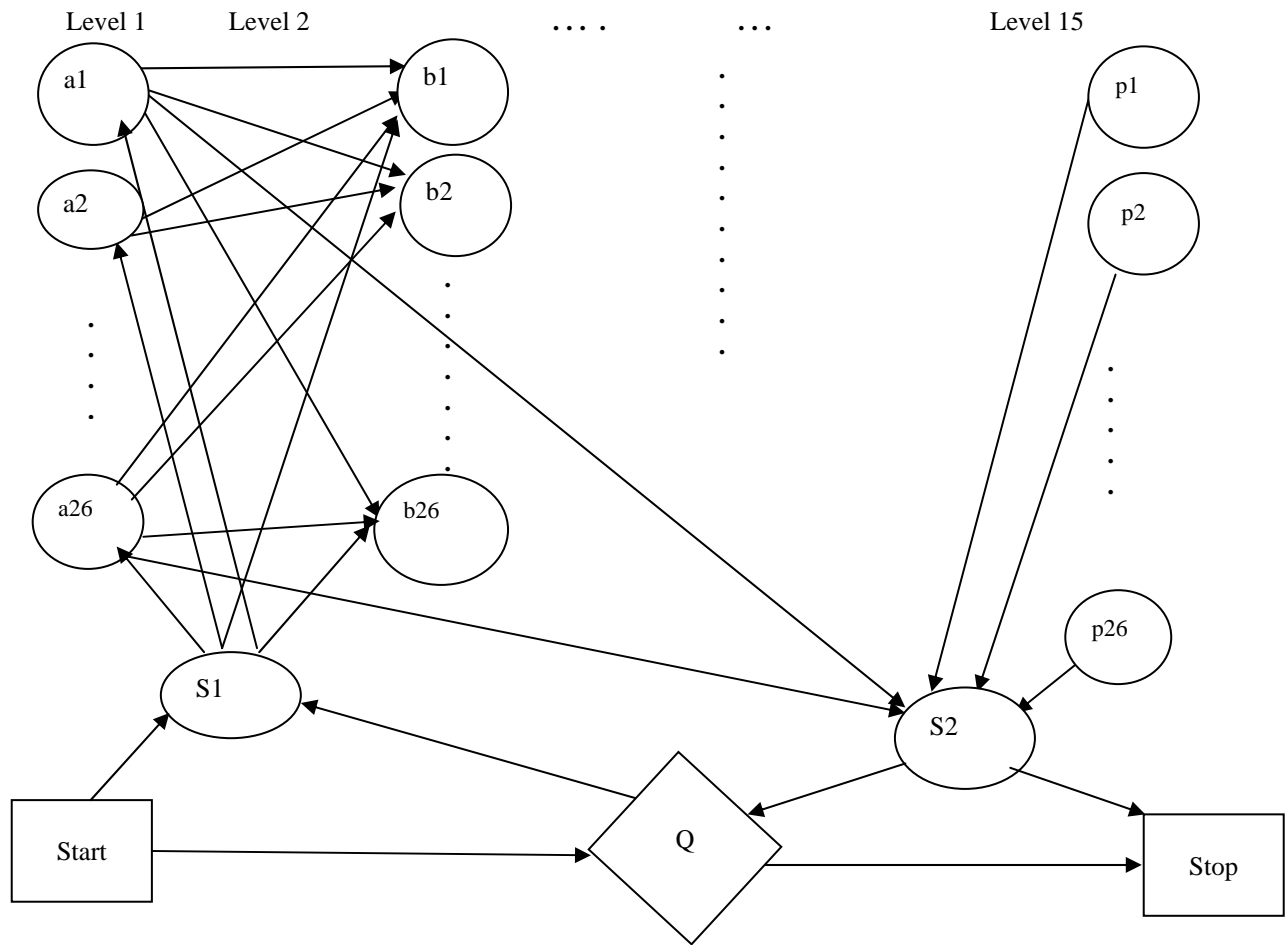 Level 1 Level 2 .... ... Level 15
a1 b1 p1
a2 b2 p2
a26 b26
p26
S1 S2
Start Q Stop